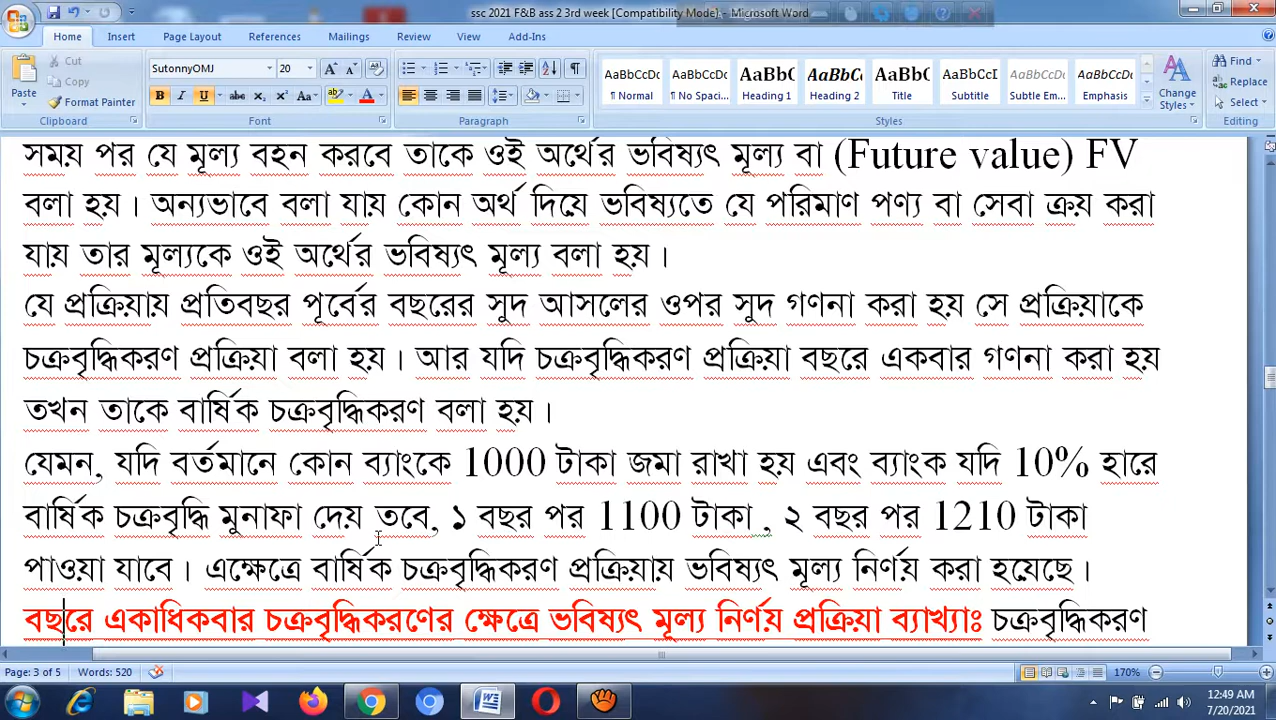 ssc 2021 F&B ass 2 3rd week [Compatibility Mode] - Microsoft Word
Home Insert Page Layout References Mailings Review View Add-Ins
Cut
Copy
Paste Format Painter
Clipboard
SutonnyOMJ 20
Font
Paragraph
AaBbCcDc AaBbCcDc AaBbC AaBbCc AaBbCc AaBbCcI AaBbCcDc AaBbCcDc
¶ Normal ¶ No Spaci... Heading 1 Heading 2 Title Subtitle Subtle Em... Emphasis
Change Styles
Styles
Find
Replace
Select
Editing
সময় পর যে মূল্য বহন করবে তাকে ওই অর্থের ভবিষ্যৎ মূল্য বা (Future value) FV
বলা হয়। অন্যভাবে বলা যায় কোন অর্থ দিয়ে ভবিষ্যতে যে পরিমাণ পণ্য বা সেবা ক্রয় করা
যায় তার মূল্যকে ওই অর্থের ভবিষ্যৎ মূল্য বলা হয়।
যে প্রক্রিয়ায় প্রতিবছর পূর্বের বছরের সুদ আসলের ওপর সুদ গণনা করা হয় সে প্রক্রিয়াকে
চক্রবৃদ্ধিকরণ প্রক্রিয়া বলা হয়। আর যদি চক্রবৃদ্ধিকরণ প্রক্রিয়া বছরে একবার গণনা করা হয়
তখন তাকে বার্ষিক চক্রবৃদ্ধিকরণ বলা হয়।
যেমন, যদি বর্তমানে কোন ব্যাংকে 1000 টাকা জমা রাখা হয় এবং ব্যাংক যদি 10% হারে
বার্ষিক চক্রবৃদ্ধি মূনাফা দেয় তবে, ১ বছর পর 1100 টাকা , ২ বছর পর 1210 টাকা
পাওয়া যাবে। এক্ষেত্রে বার্ষিক চক্রবৃদ্ধিকরণ প্রক্রিয়ায় ভবিষ্যৎ মূল্য নির্ণয় করা হয়েছে।
বছরে একাধিকবার চক্রবৃদ্ধিকরণের ক্ষেত্রে ভবিষ্যৎ মূল্য নির্ণয় প্রক্রিয়া ব্যাখ্যাঃ চক্রবৃদ্ধিকরণ
Page: 3 of 5 Words: 520 170%
12:49 AM
7/20/2021